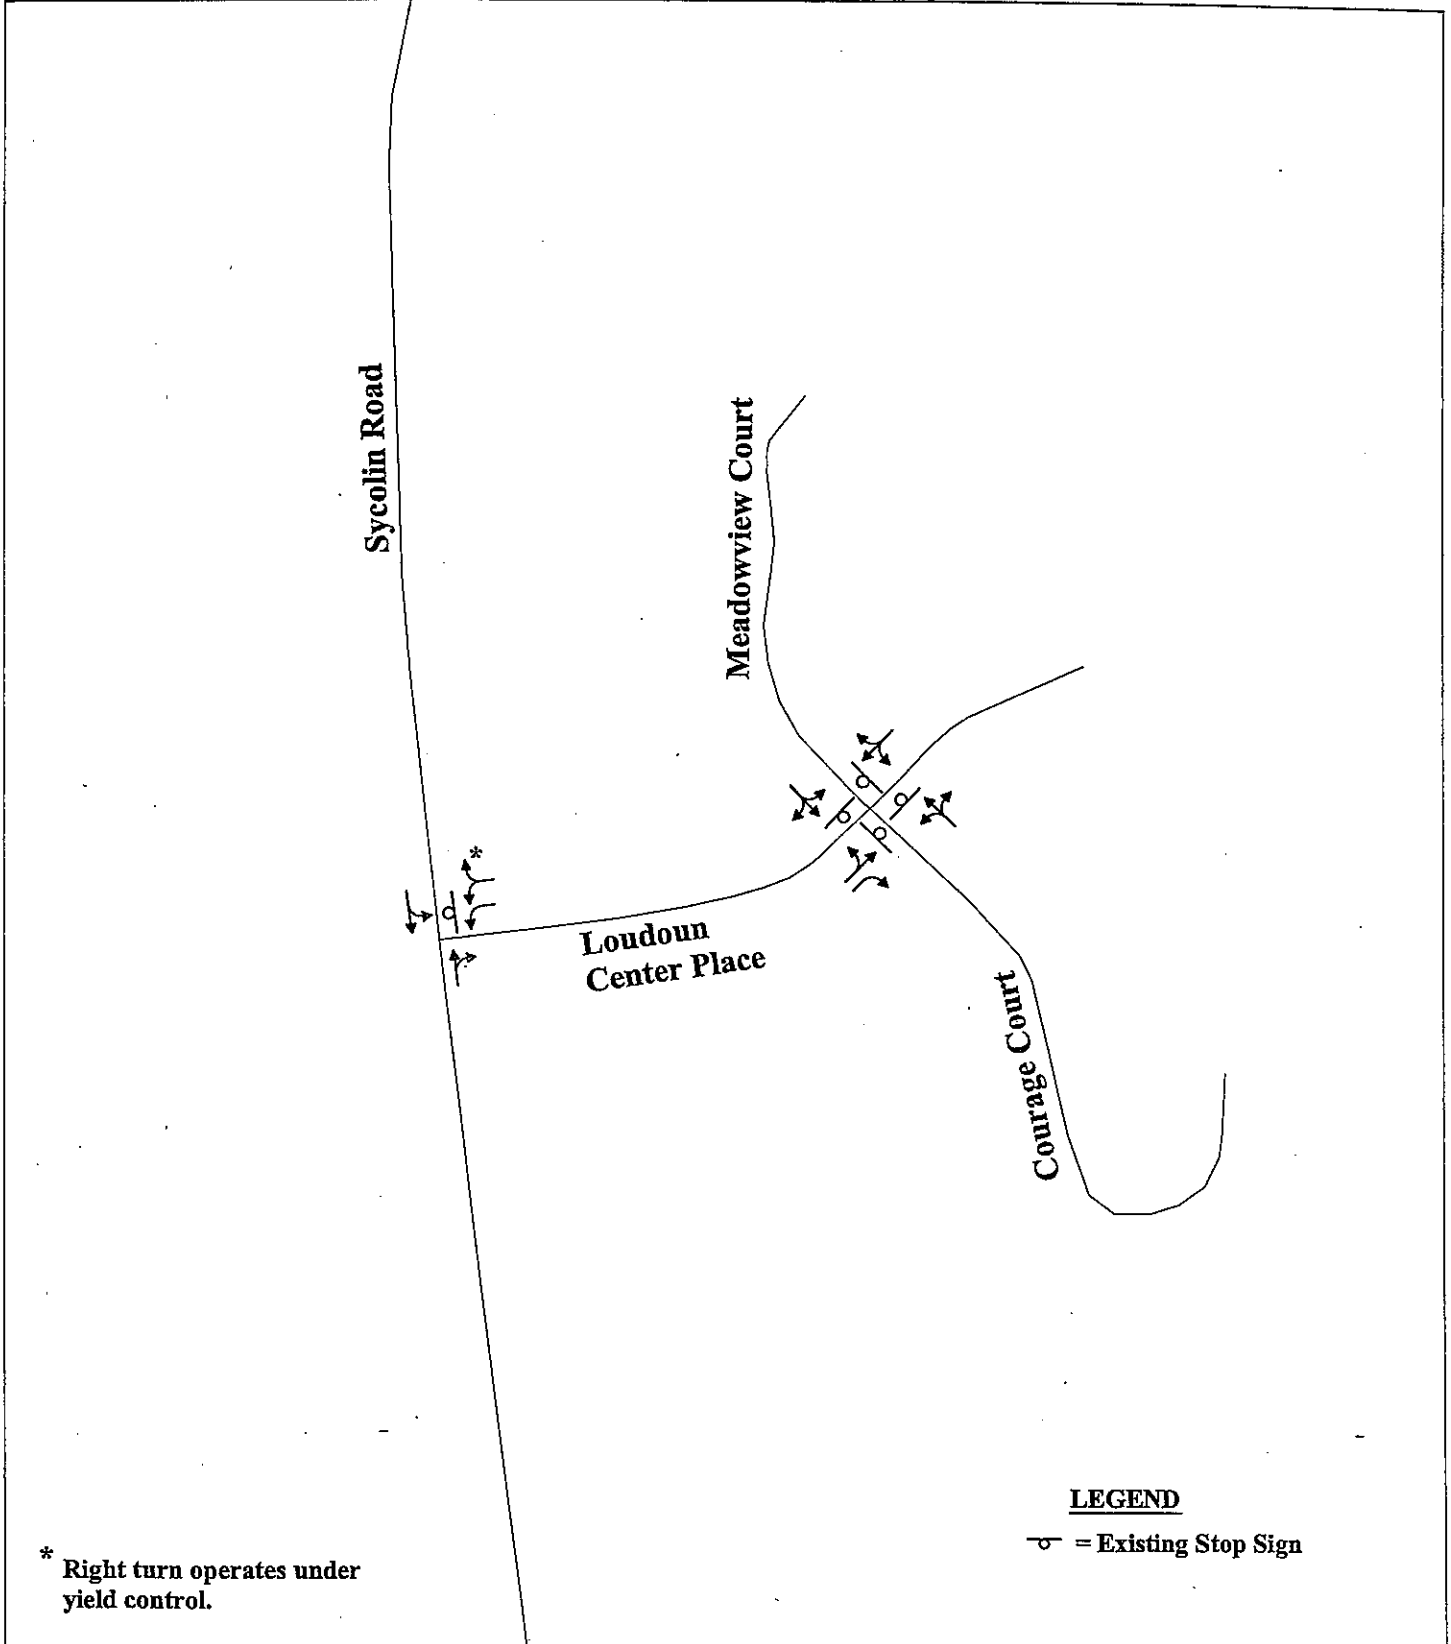 Sycolin Road
Meadowview Court
*
Loudoun
Center Place
Courage Court
LEGEND
= Existing Stop Sign
* Right turn operates under
yield control.